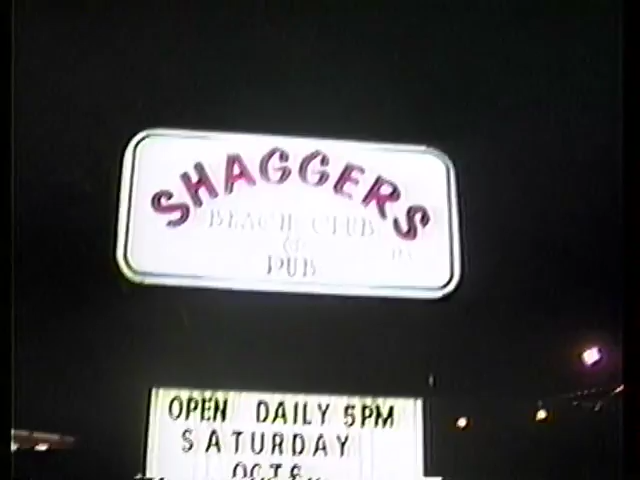 SHAGGERS
BEACH CLUB
&
PUB
OPEN DAILY 5PM
SATURDAY